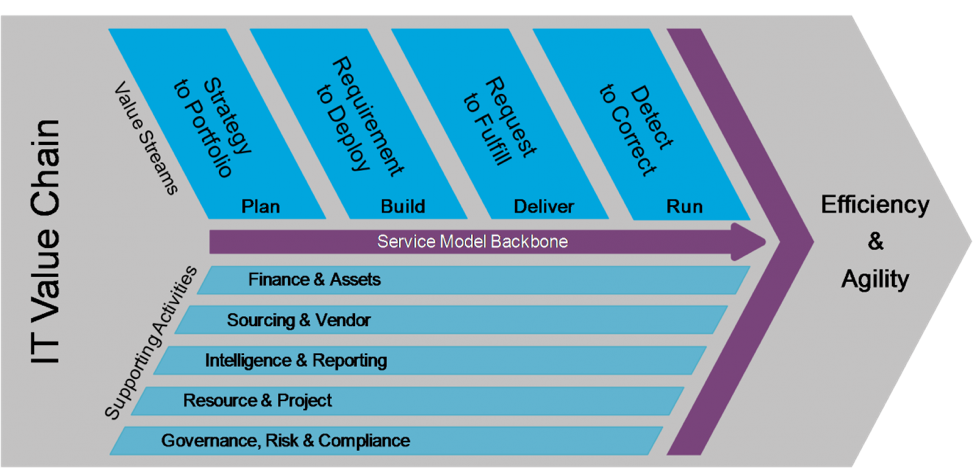 IT Value Chain
Value Streams
Strategy
to Portfolio
Plan
Requirement
to Deploy
Build
Request
to Fulfill
Deliver
Detect
to Correct
Run
Service Model Backbone
Supporting Activities
Finance & Assets
Sourcing & Vendor
Intelligence & Reporting
Resource & Project
Governance, Risk & Compliance
Efficiency
&
Agility